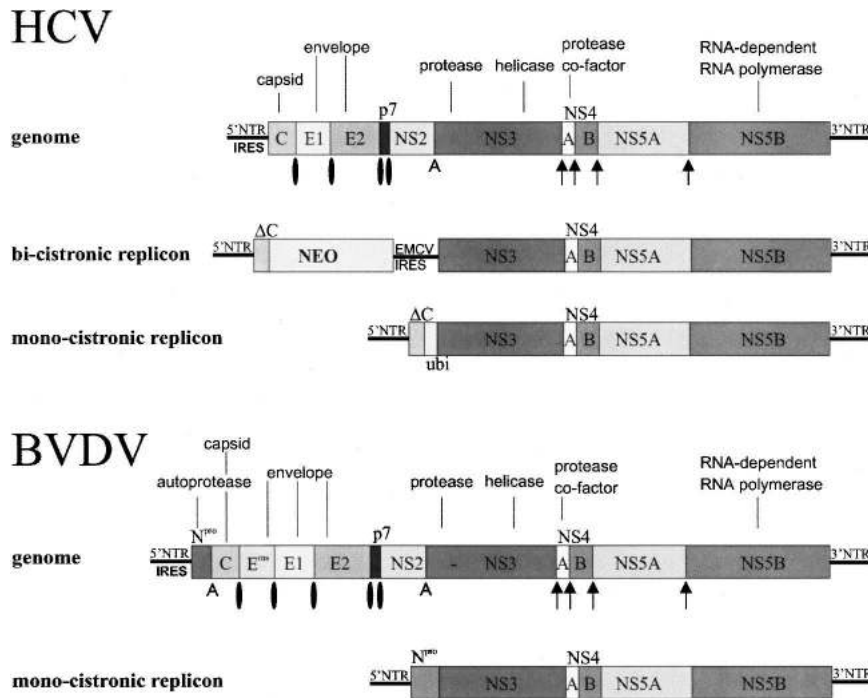 HCV
envelope
protease
RNA-dependent
capsid
protease
helicase
co-factor
RNA polymerase
p7
NS4
genome
5'NTR
IRES
C
E1
E2
NS2
NS3
A
B
NS5A
NS5B
3'NTR
A
ΔC
NS4
bi-cistronic replicon
5'NTR
NEO
EMCV
IRES
NS3
A
B
NS5A
NS5B
3'NTR
ΔC
NS4
mono-cistronic replicon
5'NTR
NS3
A
B
NS5A
NS5B
3'NTR
ubi
BVDV
capsid
autoprotease
envelope
protease
helicase
protease
co-factor
RNA-dependent
RNA polymerase
Npro
p7
NS4
genome
5'NTR
IRES
C
Erns
E1
E2
NS2
- NS3
A
B
NS5A
NS5B
3'NTR
A
A
Npro
NS4
mono-cistronic replicon
5'NTR
NS3
A
B
NS5A
NS5B
3'NTR